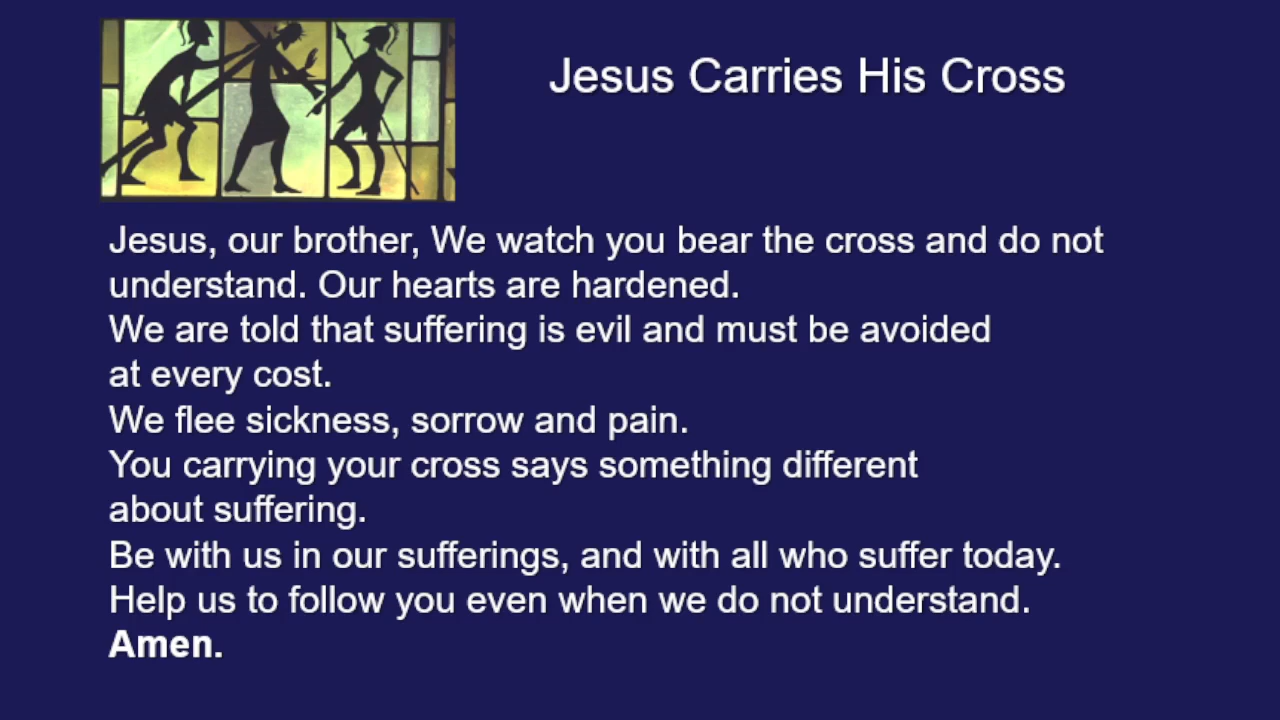 Jesus Carries His Cross
Jesus, our brother, We watch you bear the cross and do not
understand. Our hearts are hardened.
We are told that suffering is evil and must be avoided
at every cost.
We flee sickness, sorrow and pain.
You carrying your cross says something different
about suffering.
Be with us in our sufferings, and with all who suffer today.
Help us to follow you even when we do not understand.
Amen.